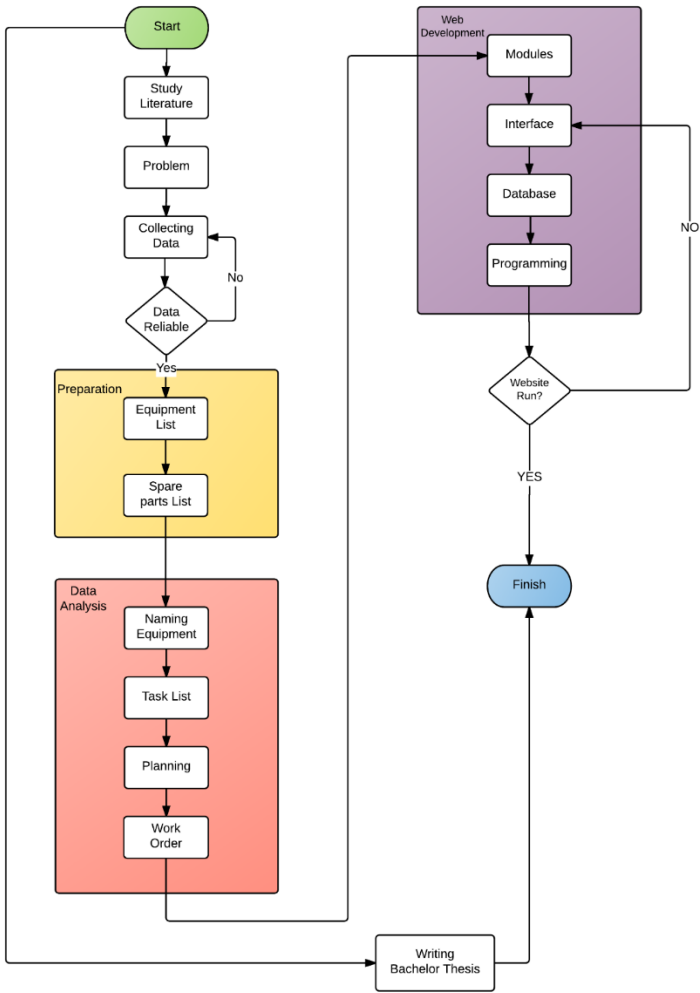 Start
Study
Literature
Problem
Collecting
Data
No
Data
Reliable
Yes
Preparation
Equipment
List
Spare
parts List
Data
Analysis
Naming
Equipment
Task List
Planning
Work
Order
Web
Development
Modules
Interface
Database
Programming
NO
Website
Run?
YES
Finish
Writing
Bachelor Thesis